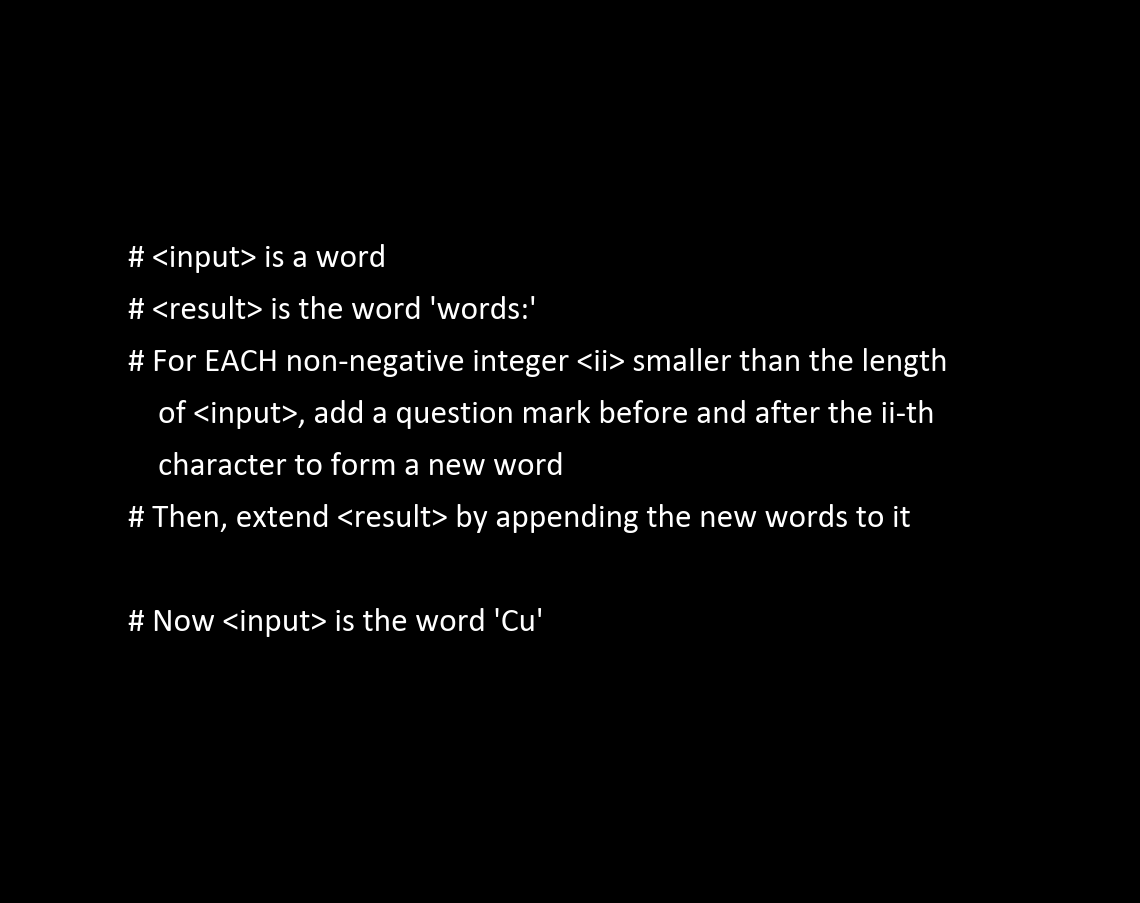 # <input> is a word
# <result> is the word 'words:'
# For EACH non-negative integer <ii> smaller than the length
of <input>, add a question mark before and after the ii-th
character to form a new word
# Then, extend <result> by appending the new words to it
# Now <input> is the word 'Cu'